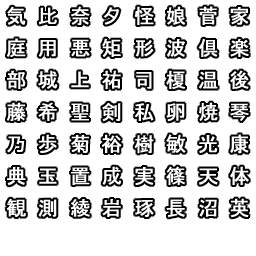 気比奈夕怪娘菅家
庭用悪矩形波倶楽
部城上祐司榎温後
藤希聖剣私卵焼琴
乃歩菊裕樹敏光康
典玉置成実篠天体
観測綾岩琢長沼英